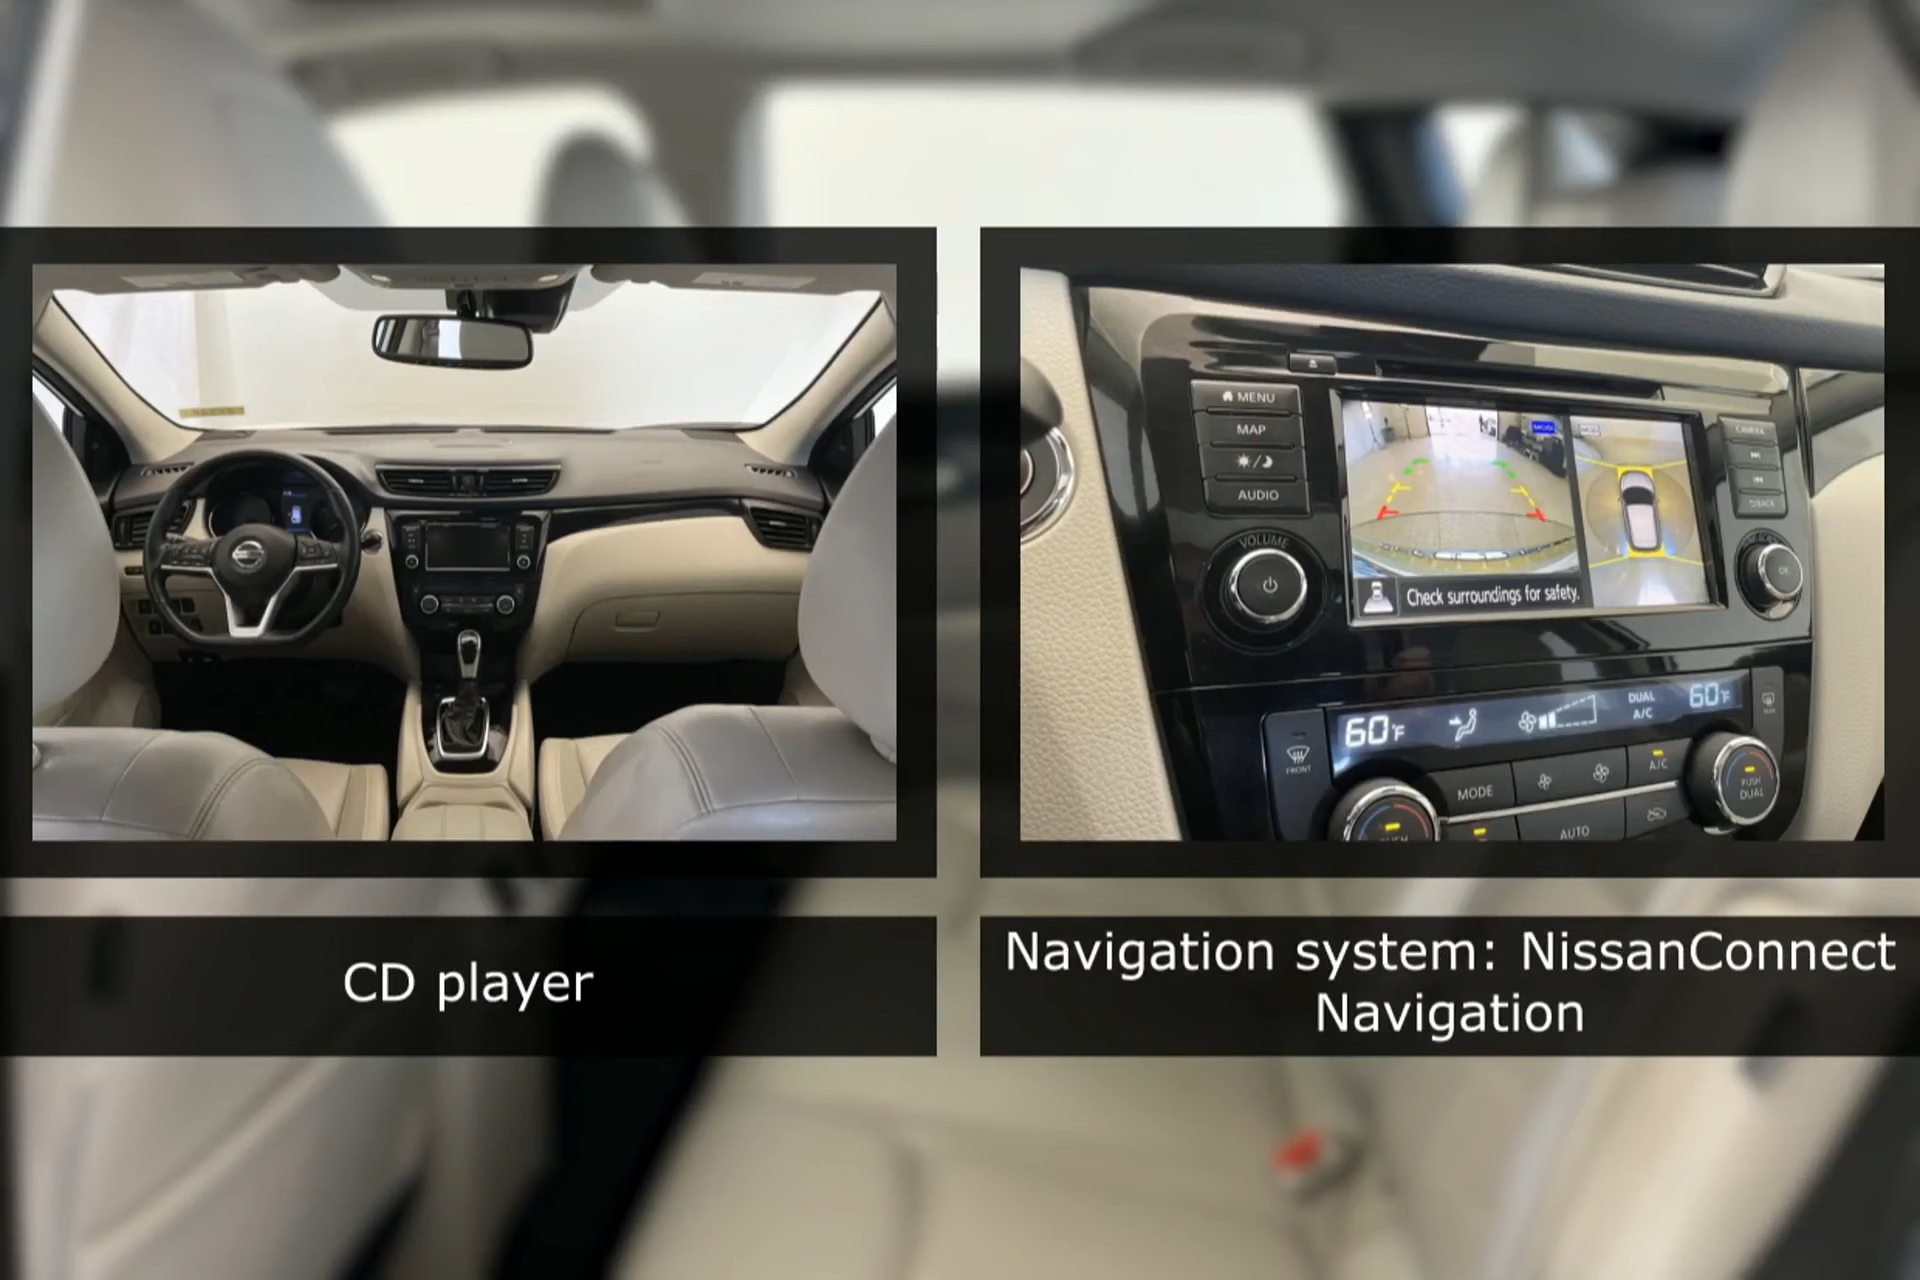 MENU
MAP
AUDIO
VOLUME
CAMERA
BACK
OK
Check surroundings for safety.
60°F
DUAL
A/C
60°F
FRONT
MODE
A/C
AUTO
PUSH
DUAL
CD player
Navigation system: NissanConnect
Navigation